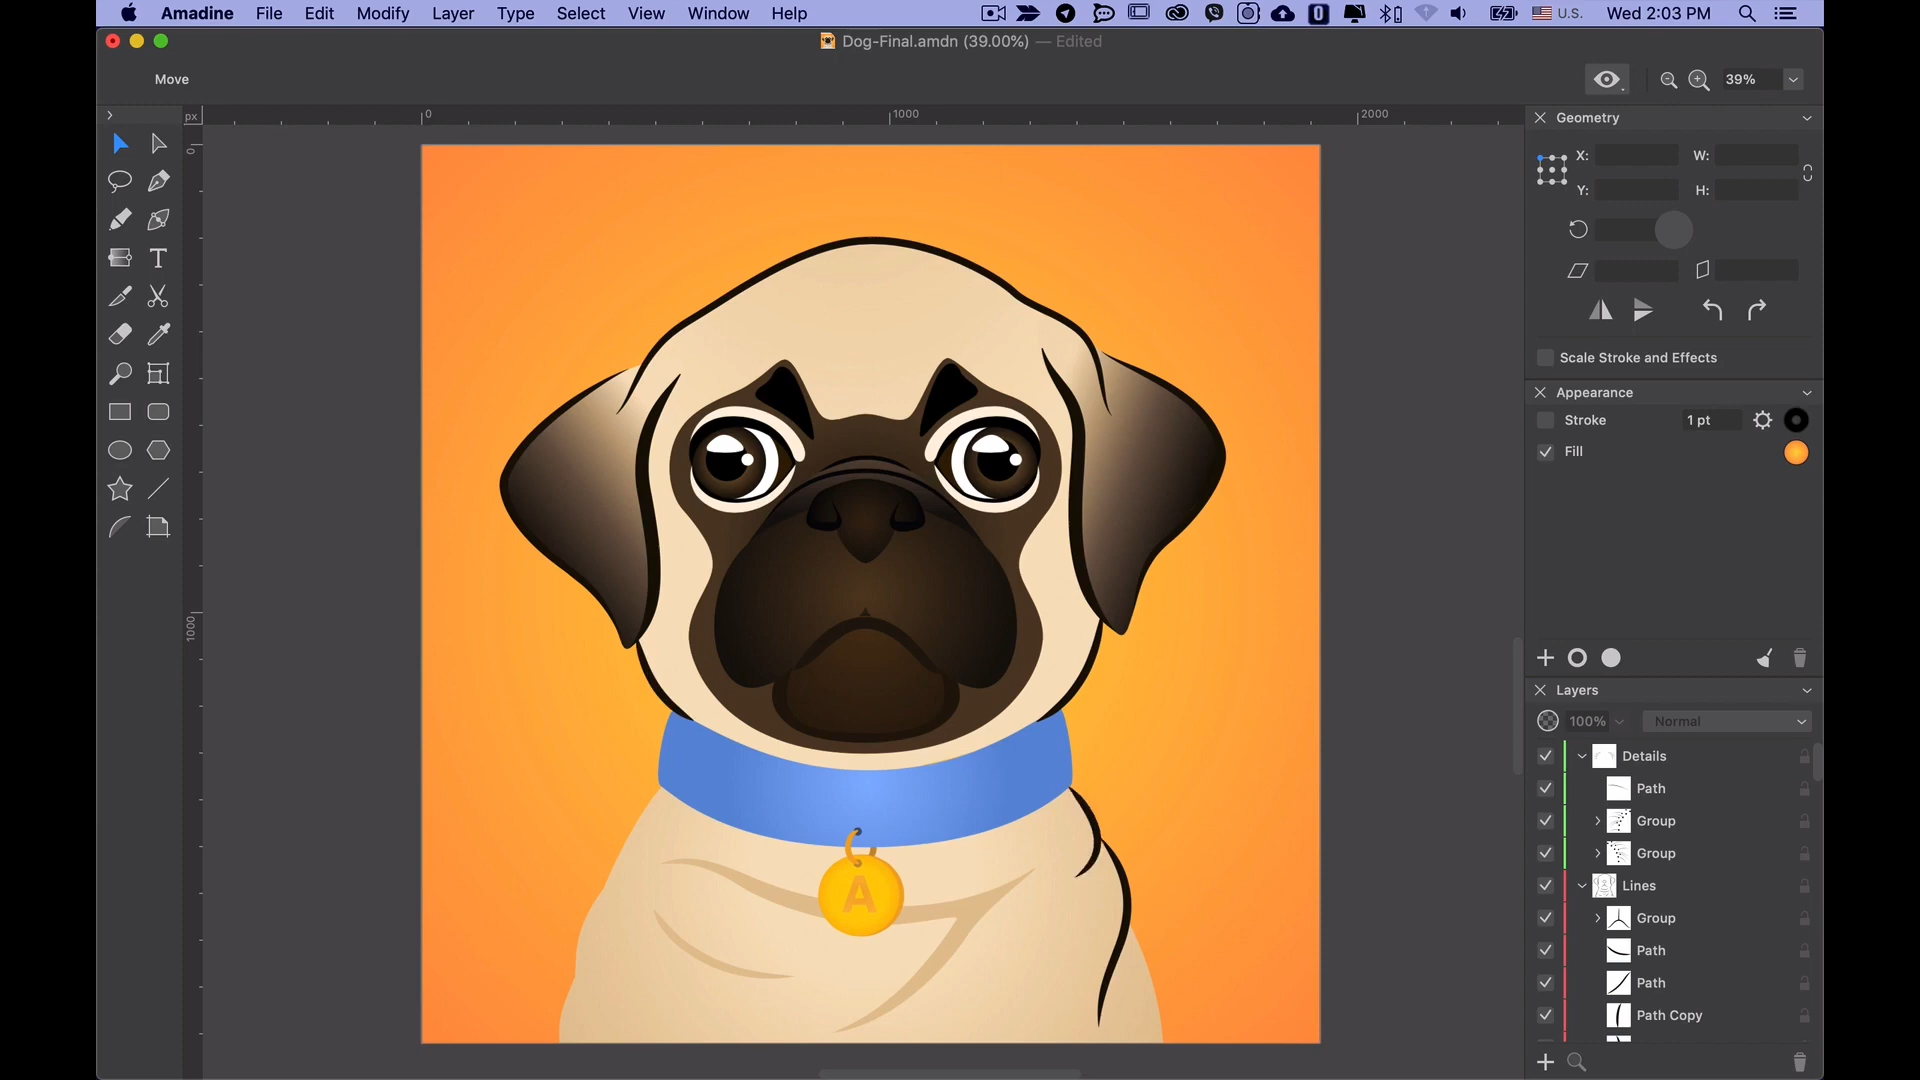 Amadine File Edit Modify Layer Type Select View Window Help U.S. Wed 2:03 PM
Dog-Final.amdn (39.00%) — Edited
Move 39%
px 0 1000 2000
0
1000
A
Geometry
X: W:
Y: H:
Scale Stroke and Effects
Appearance
Stroke 1 pt
Fill
Layers
100% Normal
Details
Path
Group
Group
Lines
Group
Path
Path
Path Copy